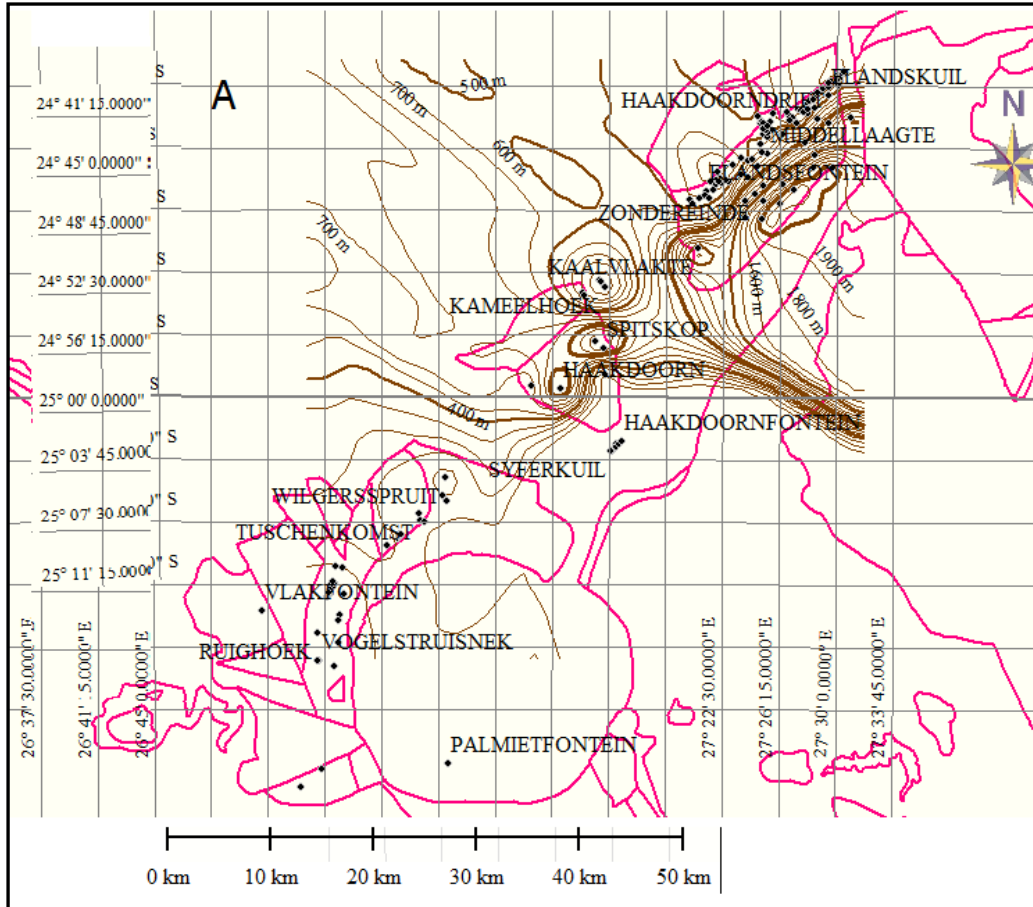 A
N
500 m
700 m
600 m
700 m
400 m
1600 m
1900 m
1800 m
ELANDSKUIL
HAAKDOORNDRIFT
MIDDELLAAGTE
ELANDSFONTEIN
ZONDEREINDE
KAALVLAKTE
KAMEELHOEK
SPITSKOP
HAAKDOORN
HAAKDOORNFONTEIN
SYFERKUIL
WILGERSSPRUIT
TUSCHENKOMST
VLAKFONTEIN
VOGELSTRUISNEK
RUIGHOEK
PALMIETFONTEIN
S
24° 41' 15.0000"
S
24° 45' 0.0000"
S
24° 48' 45.0000"
S
24° 52' 30.0000"
S
24° 56' 15.0000"
S
25° 00' 0.0000"
)" S
25° 03' 45.0000"
S
25° 07' 30.0000"
0" S
25° 11' 15.0000"
26° 37' 30.0000" E
26° 45' 0.0000" E
27° 22' 30.0000" E
27° 26' 15.0000" E
27° 30' 0.0000" E
27° 33' 45.0000" E
0 km 10 km 20 km 30 km 40 km 50 km